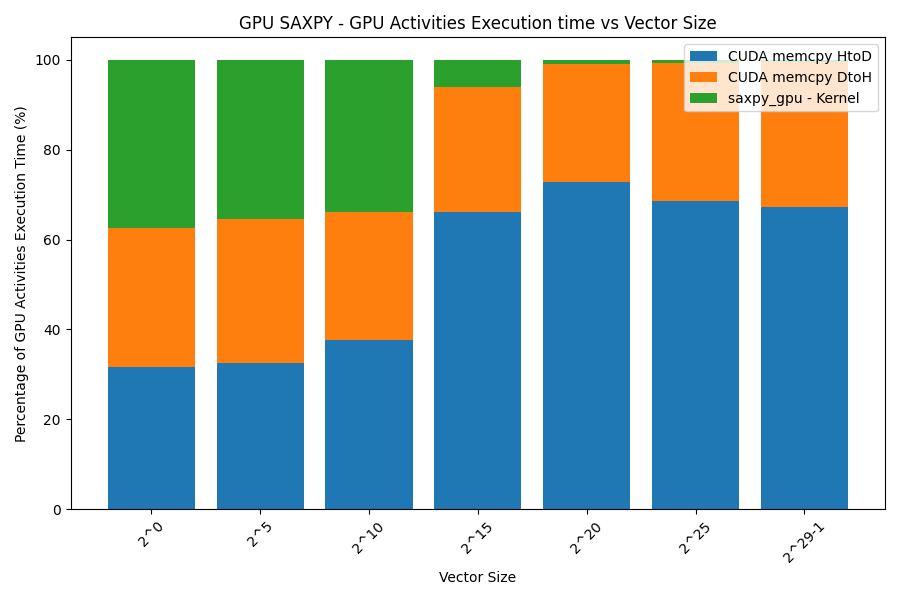 GPU SAXPY - GPU Activities Execution time vs Vector Size
CUDA memcpy HtoD
CUDA memcpy DtoH
saxpy_gpu - Kernel
Percentage of GPU Activities Execution Time (%)
100
80
60
40
20
0
2^0
2^5
2^10
2^15
2^20
2^25
2^29-1
Vector Size